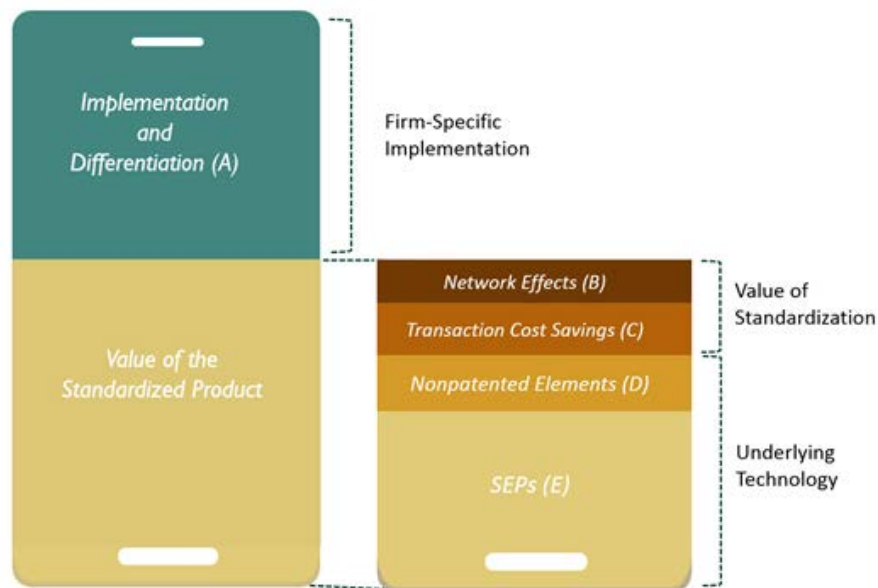 Implementation
and
Differentiation (A)
Firm-Specific
Implementation
Value of the
Standardized Product
Network Effects (B)
Transaction Cost Savings (C)
Value of
Standardization
Nonpatented Elements (D)
SEPs (E)
Underlying
Technology